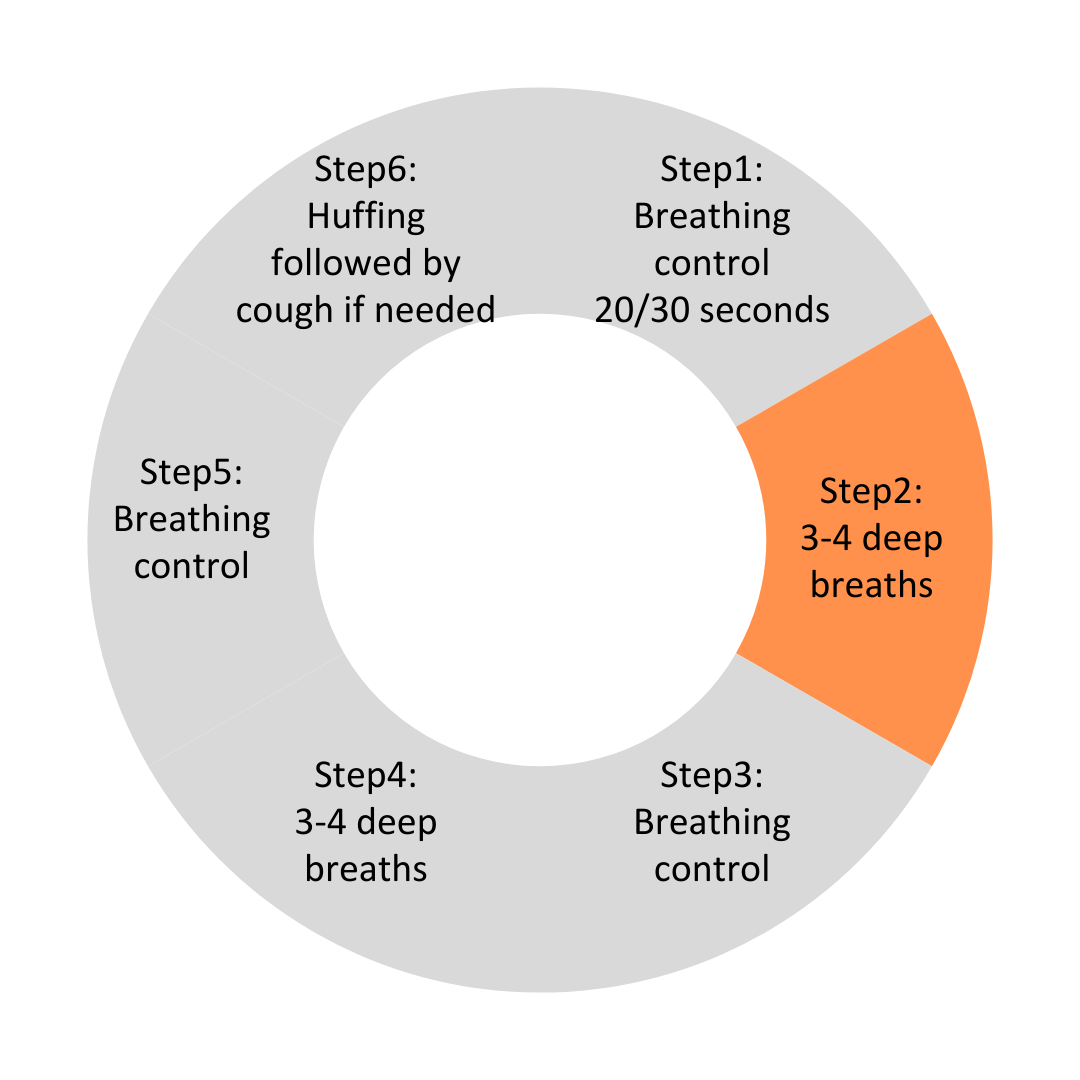 Step1:
Breathing
control
20/30 seconds
Step2:
3-4 deep
breaths
Step3:
Breathing
control
Step4:
3-4 deep
breaths
Step5:
Breathing
control
Step6:
Huffing
followed by
cough if needed